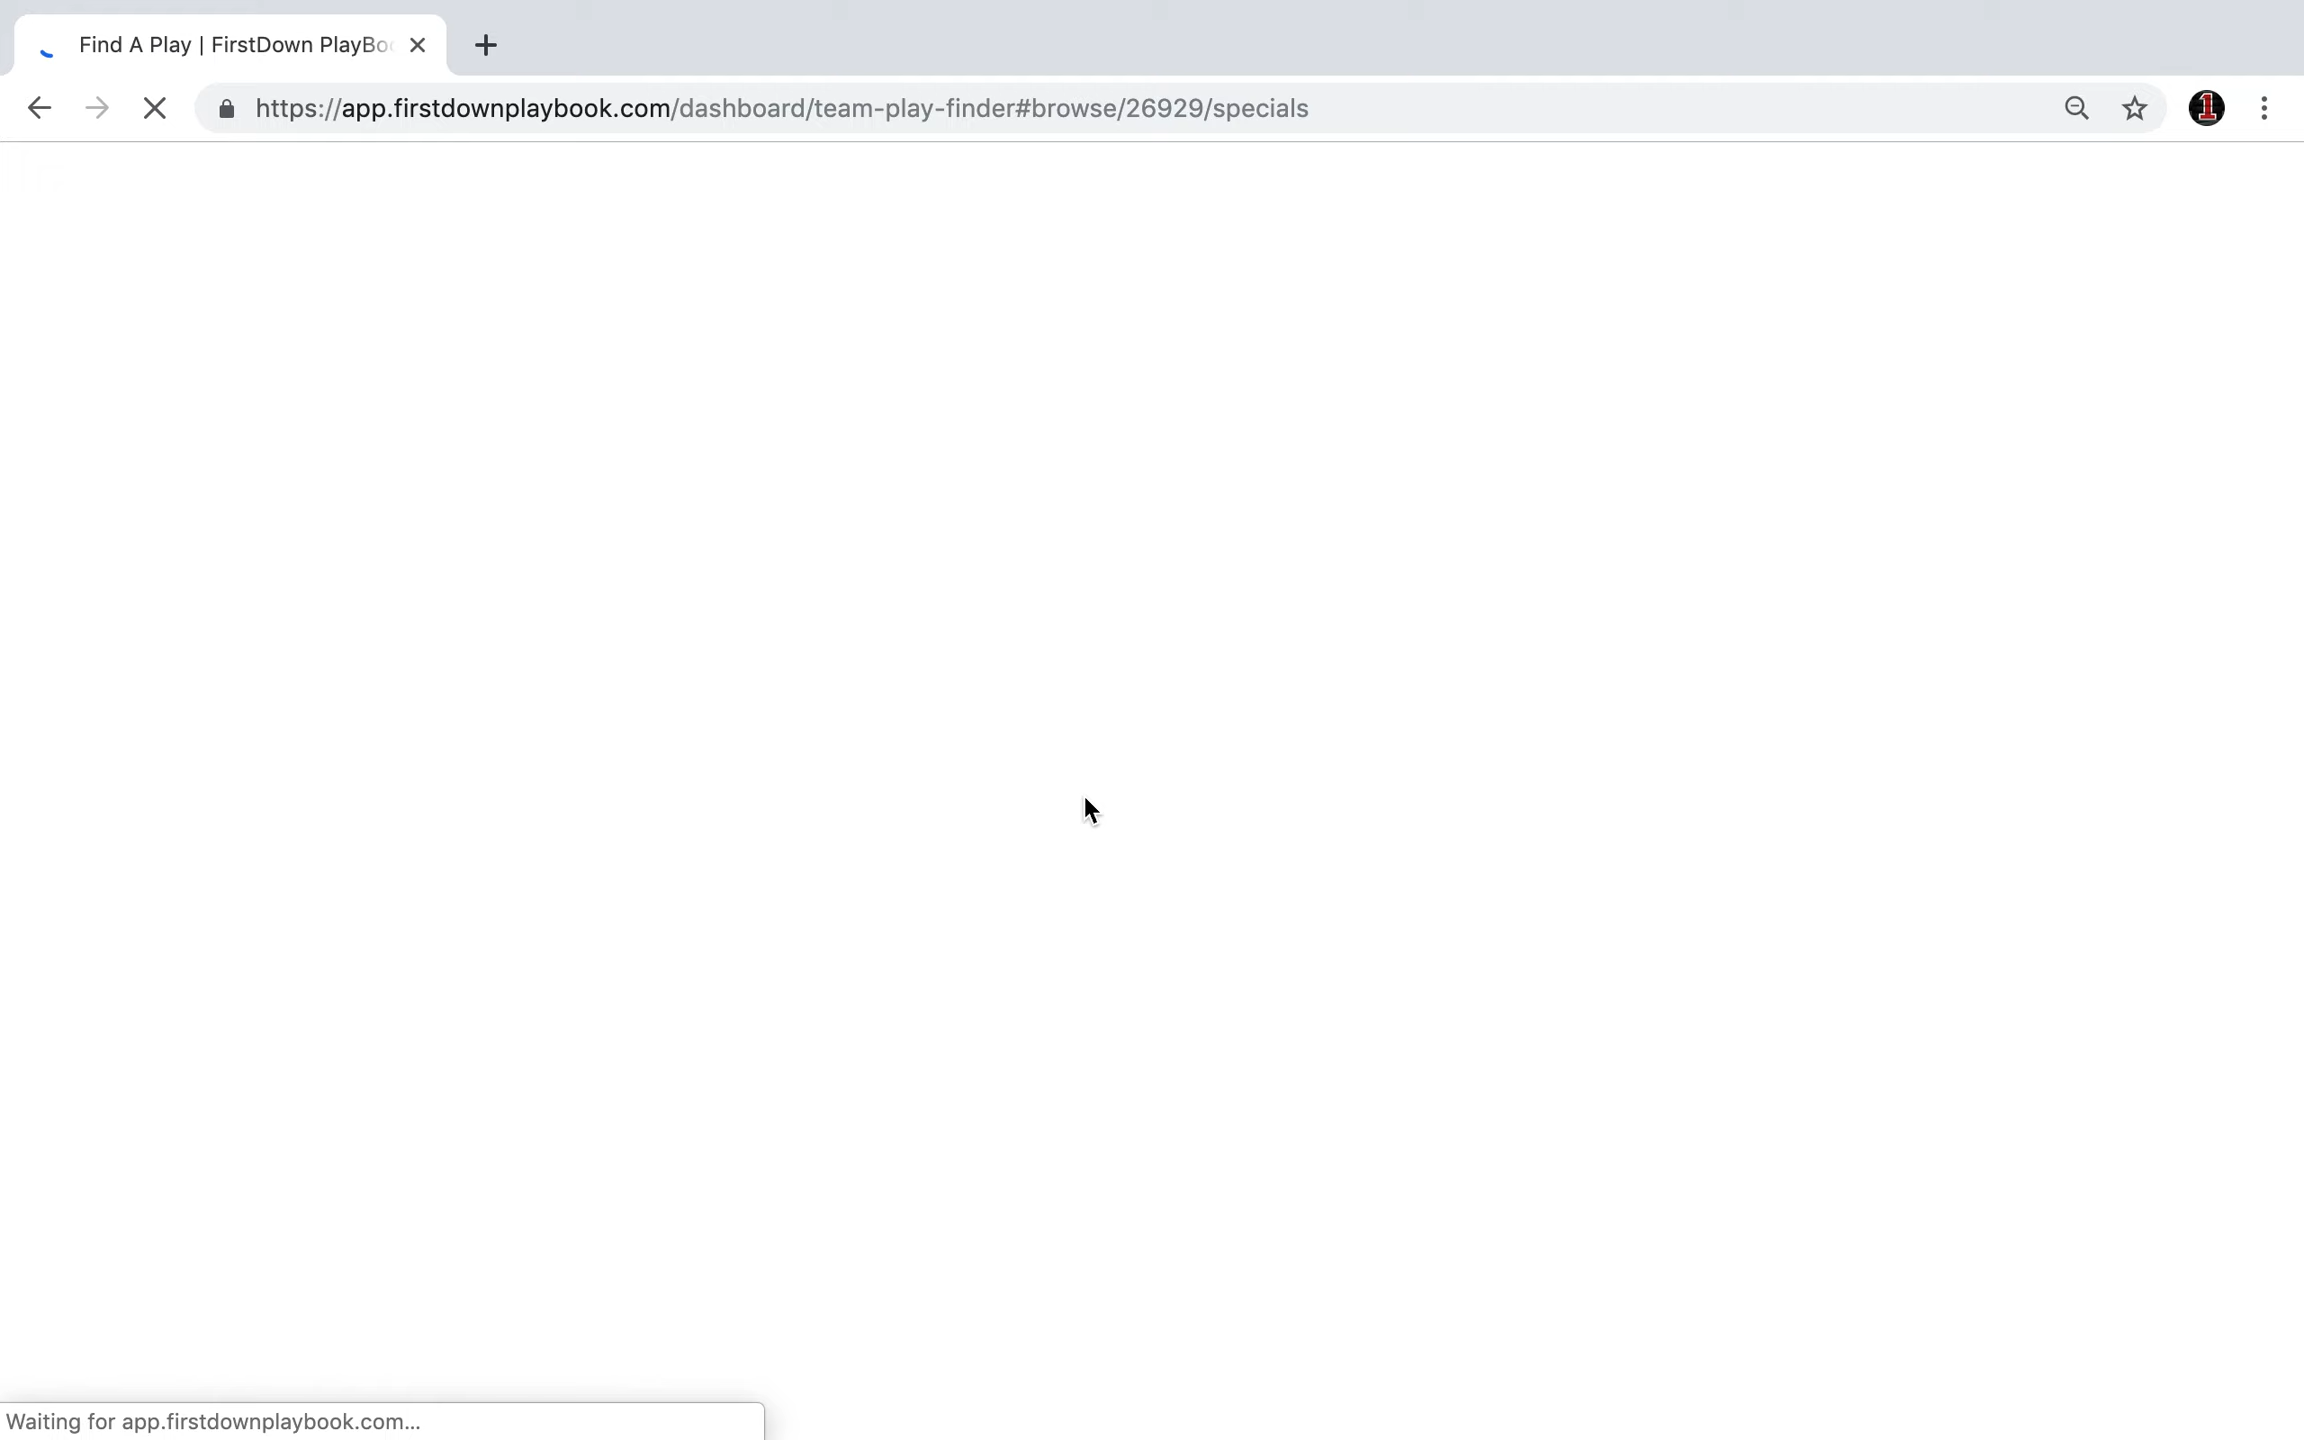 Find A Play | FirstDown PlayBo
https://app.firstdownplaybook.com/dashboard/team-play-finder#browse/26929/specials
1
Waiting for app.firstdownplaybook.com...